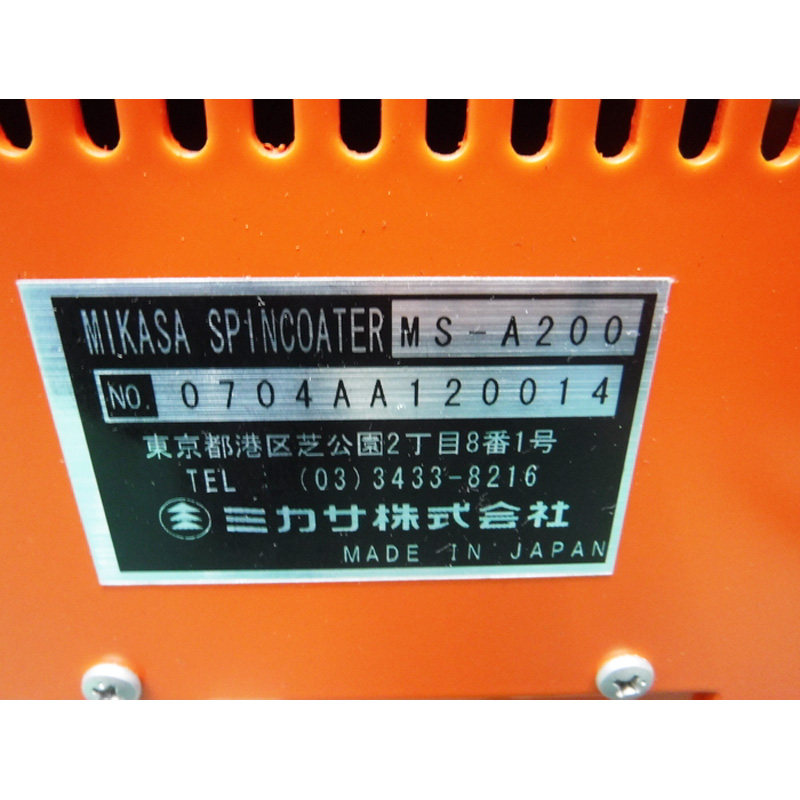 MIKASA SPINCOATER MS-A200
NO. 0704AA120014
東京都港区芝公園2丁目8番1号
TEL (03)3433-8216
ミカサ株式会社
MADE IN JAPAN